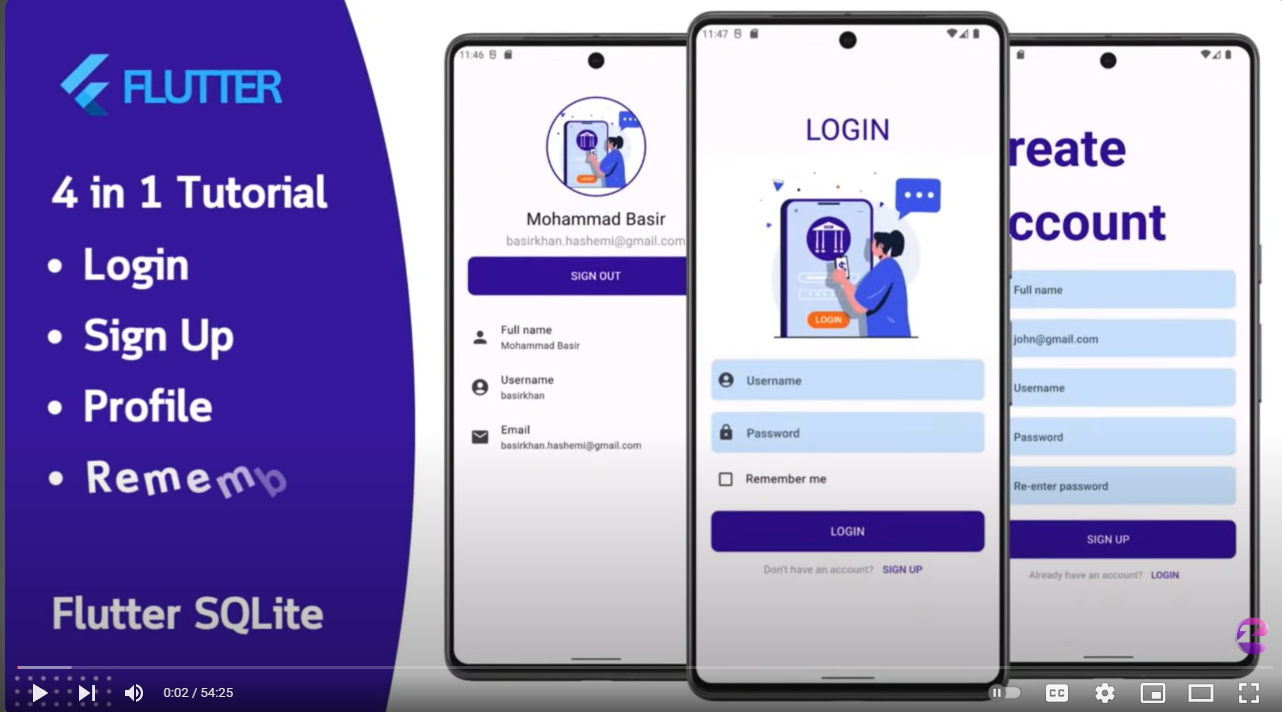 FLUTTER
4 in 1 Tutorial
• Login
• Sign Up
• Profile
• Rememb
Flutter SQLite
11:46
Mohammad Basir
basirkhan.hashemi@gmail.com
SIGN OUT
Full name
Mohammad Basir
Username
basirkhan
Email
basirkhan.hashemi@gmail.com
11:47
LOGIN
LOGIN
Username
Password
Remember me
LOGIN
Don't have an account? SIGN UP
reate
ccount
Full name
john@gmail.com
Username
Password
Re-enter password
SIGN UP
Already have an account? LOGIN
0:02 / 54:25
CC